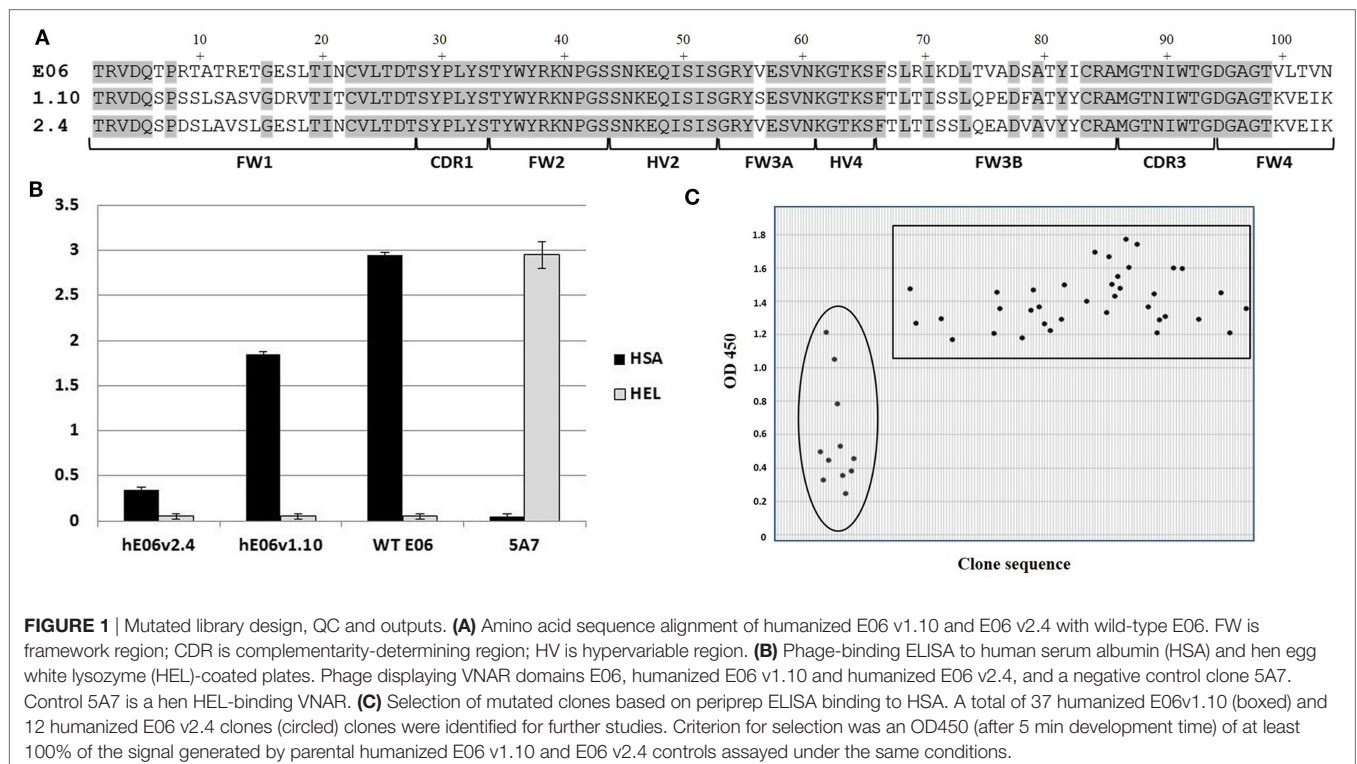 A
10 20 30 40 50 60 70 80 90 100
E06 TRVDQTPRTATRETGESLTINCVLTDTSYPLYSTYWYRKNPGSSNKEQISISGRYVESVNKGTKSFSLRIKDLTVADSATYICRAMGTNIWTGDGAGTVLTVN
1.10 TRVDQSPSSLSASVGDRVTITCVLTDTSYPLYSTYWYRKNPGSSNKEQISISGRYSESVNKGTKSFTLTISSLQPEDFATYYCRAMGTNIWTGDGAGTKVEIK
2.4 TRVDQSPDSLAVSLGESLTINCVLTDTSYPLYSTYWYRKNPGSSNKEQISISGRYVESVNKGTKSFTLTISSLQEADVAVYYCRAMGTNIWTGDGAGTKVEIK
FW1 CDR1 FW2 HV2 FW3A HV4 FW3B CDR3 FW4
B
3.5
3
2.5
2
1.5
1
0.5
0
hE06v2.4 hE06v1.10 WT E06 5A7
HSA
HEL
C
OD 450
1.8
1.6
1.4
1.2
1.0
0.8
0.6
0.4
0.2
0
Clone sequence
FIGURE 1 | Mutated library design, QC and outputs. (A) Amino acid sequence alignment of humanized E06 v1.10 and E06 v2.4 with wild-type E06. FW is
framework region; CDR is complementarity-determining region; HV is hypervariable region. (B) Phage-binding ELISA to human serum albumin (HSA) and hen egg
white lysozyme (HEL)-coated plates. Phage displaying VNAR domains E06, humanized E06 v1.10 and humanized E06 v2.4, and a negative control clone 5A7.
Control 5A7 is a hen HEL-binding VNAR. (C) Selection of mutated clones based on periprep ELISA binding to HSA. A total of 37 humanized E06v1.10 (boxed) and
12 humanized E06 v2.4 clones (circled) clones were identified for further studies. Criterion for selection was an OD450 (after 5 min development time) of at least
100% of the signal generated by parental humanized E06 v1.10 and E06 v2.4 controls assayed under the same conditions.